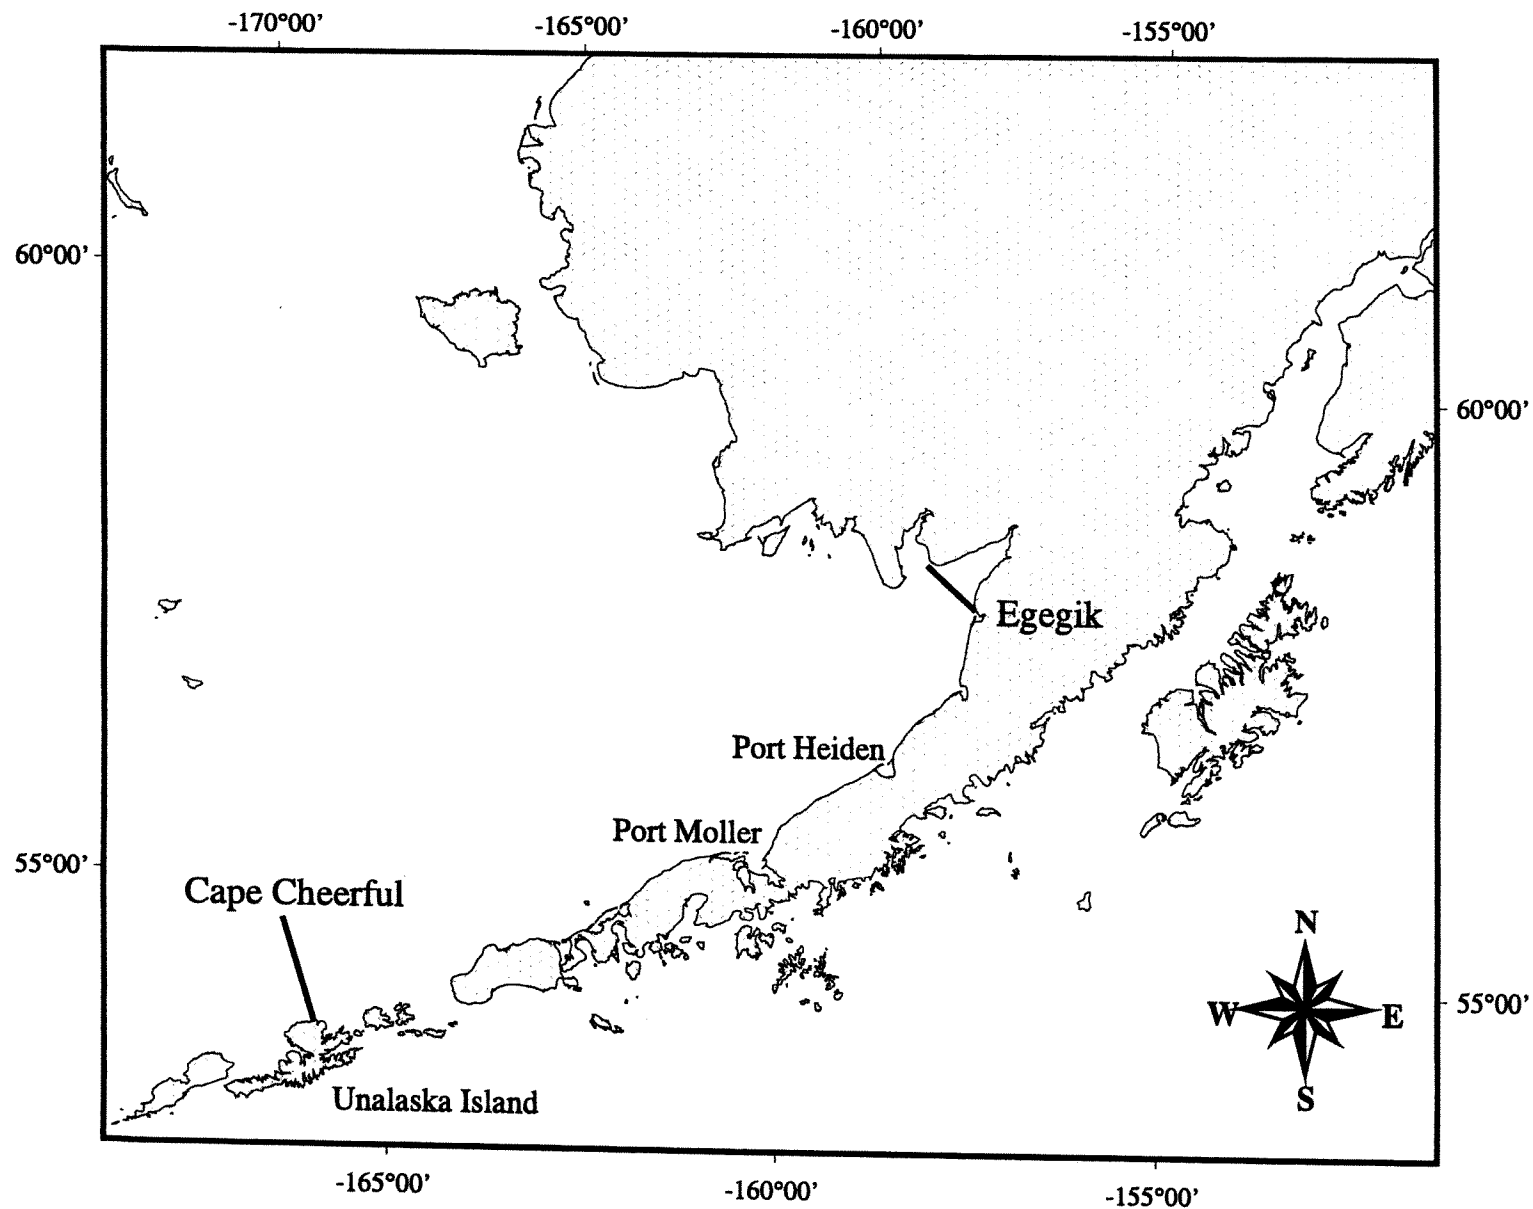 -170°00' -165°00' -160°00' -155°00'
60°00'
60°00'
Egegik
Port Heiden
Port Moller
55°00'
Cape Cheerful
N
W E
55°00'
S
Unalaska Island
-165°00' -160°00' -155°00'